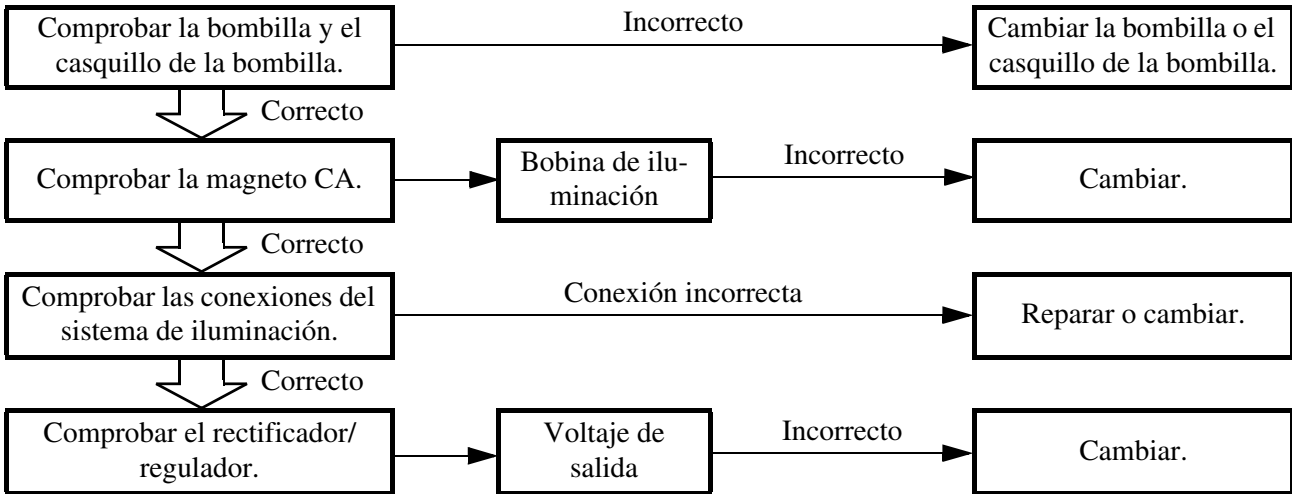 Comprobar la bombilla y el
casquillo de la bombilla.
Incorrecto
Cambiar la bombilla o el
casquillo de la bombilla.
Correcto
Comprobar la magneto CA.
Bobina de ilu-
minación
Incorrecto
Cambiar.
Correcto
Comprobar las conexiones del
sistema de iluminación.
Conexión incorrecta
Reparar o cambiar.
Correcto
Comprobar el rectificador/
regulador.
Voltaje de
salida
Incorrecto
Cambiar.